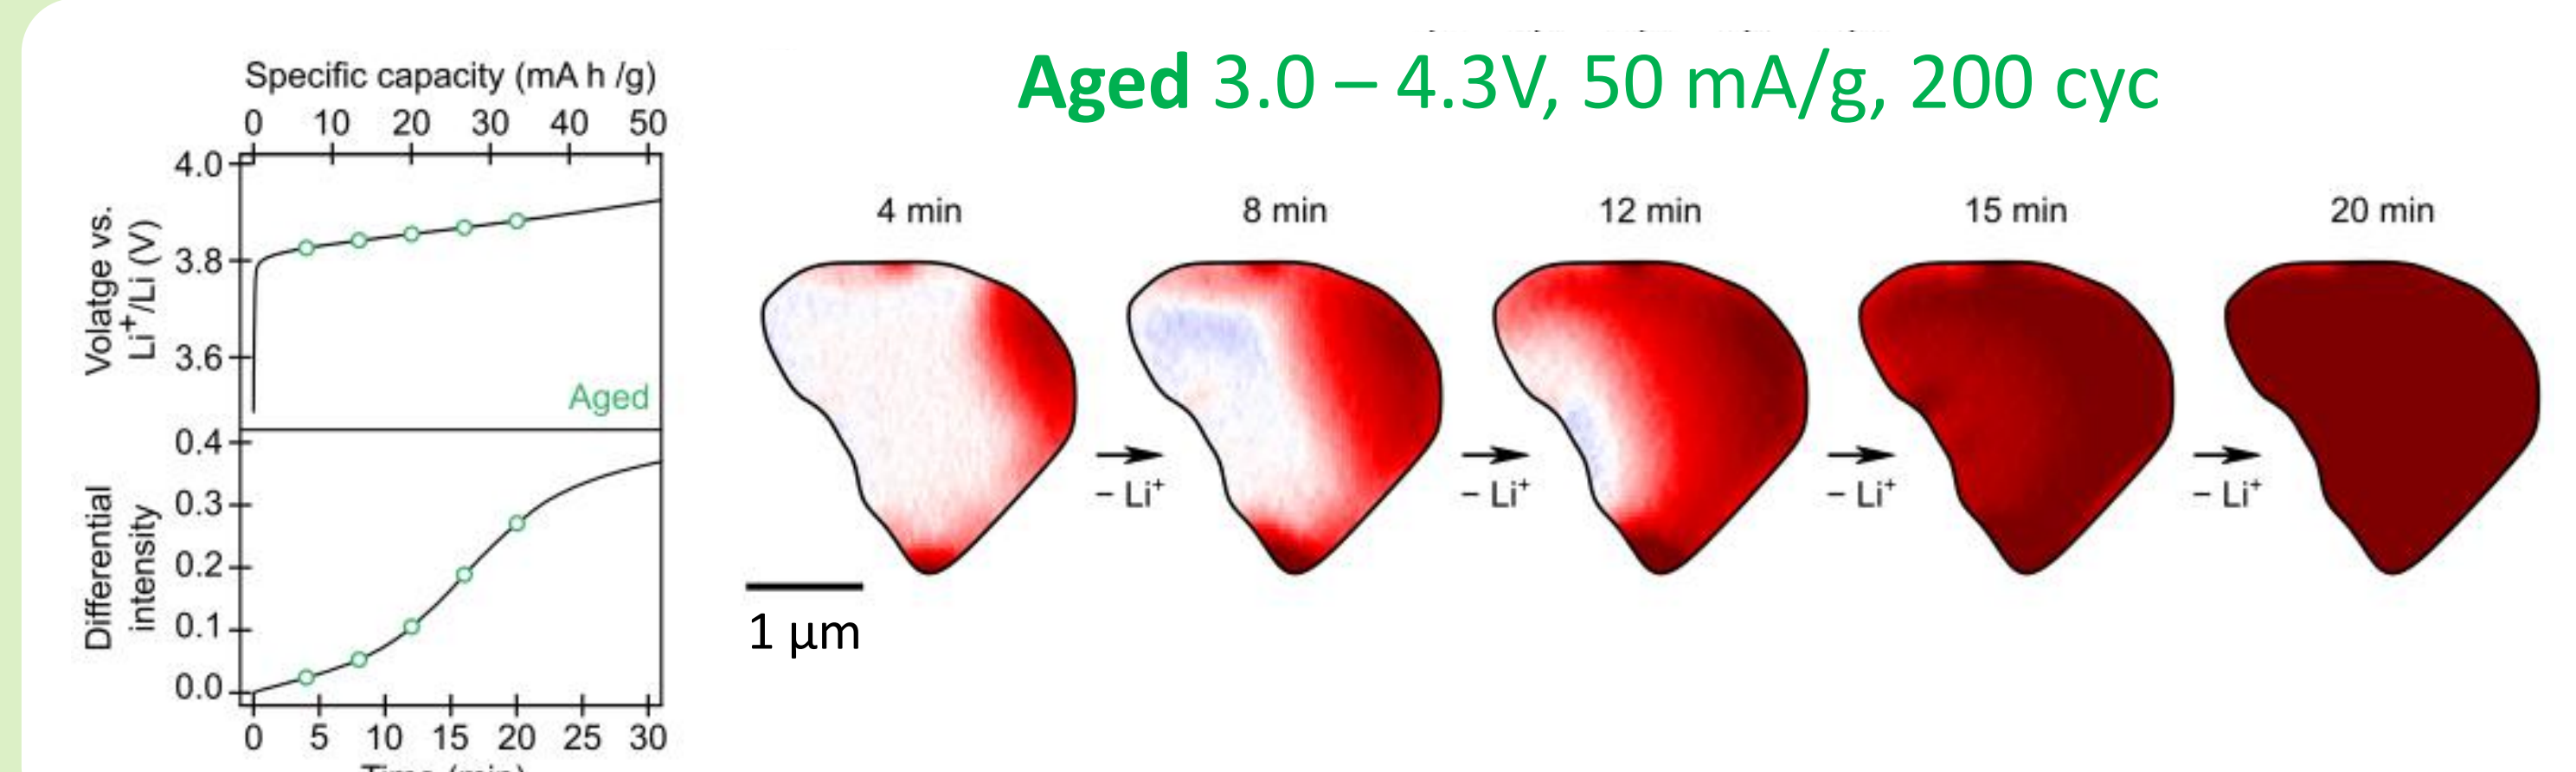 Aged 3.0 – 4.3V, 50 mA/g, 200 cyc
Specific capacity (mA h /g)
0 10 20 30 40 50
4.0
3.8
3.6
Volatge vs.
Li⁺/Li (V)
Aged
0.4
0.3
0.2
0.1
0.0
Differential
intensity
0 5 10 15 20 25 30
Time (min)
4 min
8 min
12 min
15 min
20 min
– Li⁺
– Li⁺
– Li⁺
– Li⁺
1 μm